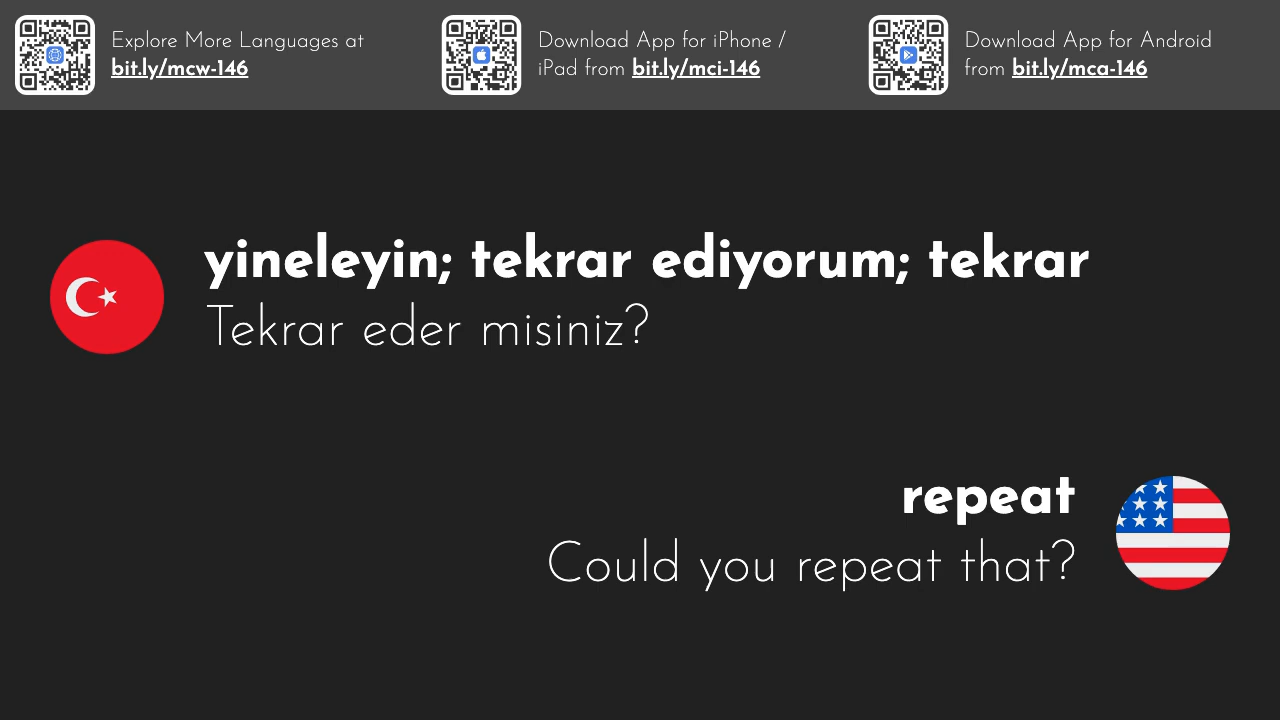 Explore More Languages at
bit.ly/mcw-146
Download App for iPhone /
iPad from bit.ly/mci-146
Download App for Android
from bit.ly/mca-146
yineleyin; tekrar ediyorum; tekrar
Tekrar eder misiniz?
repeat
Could you repeat that?